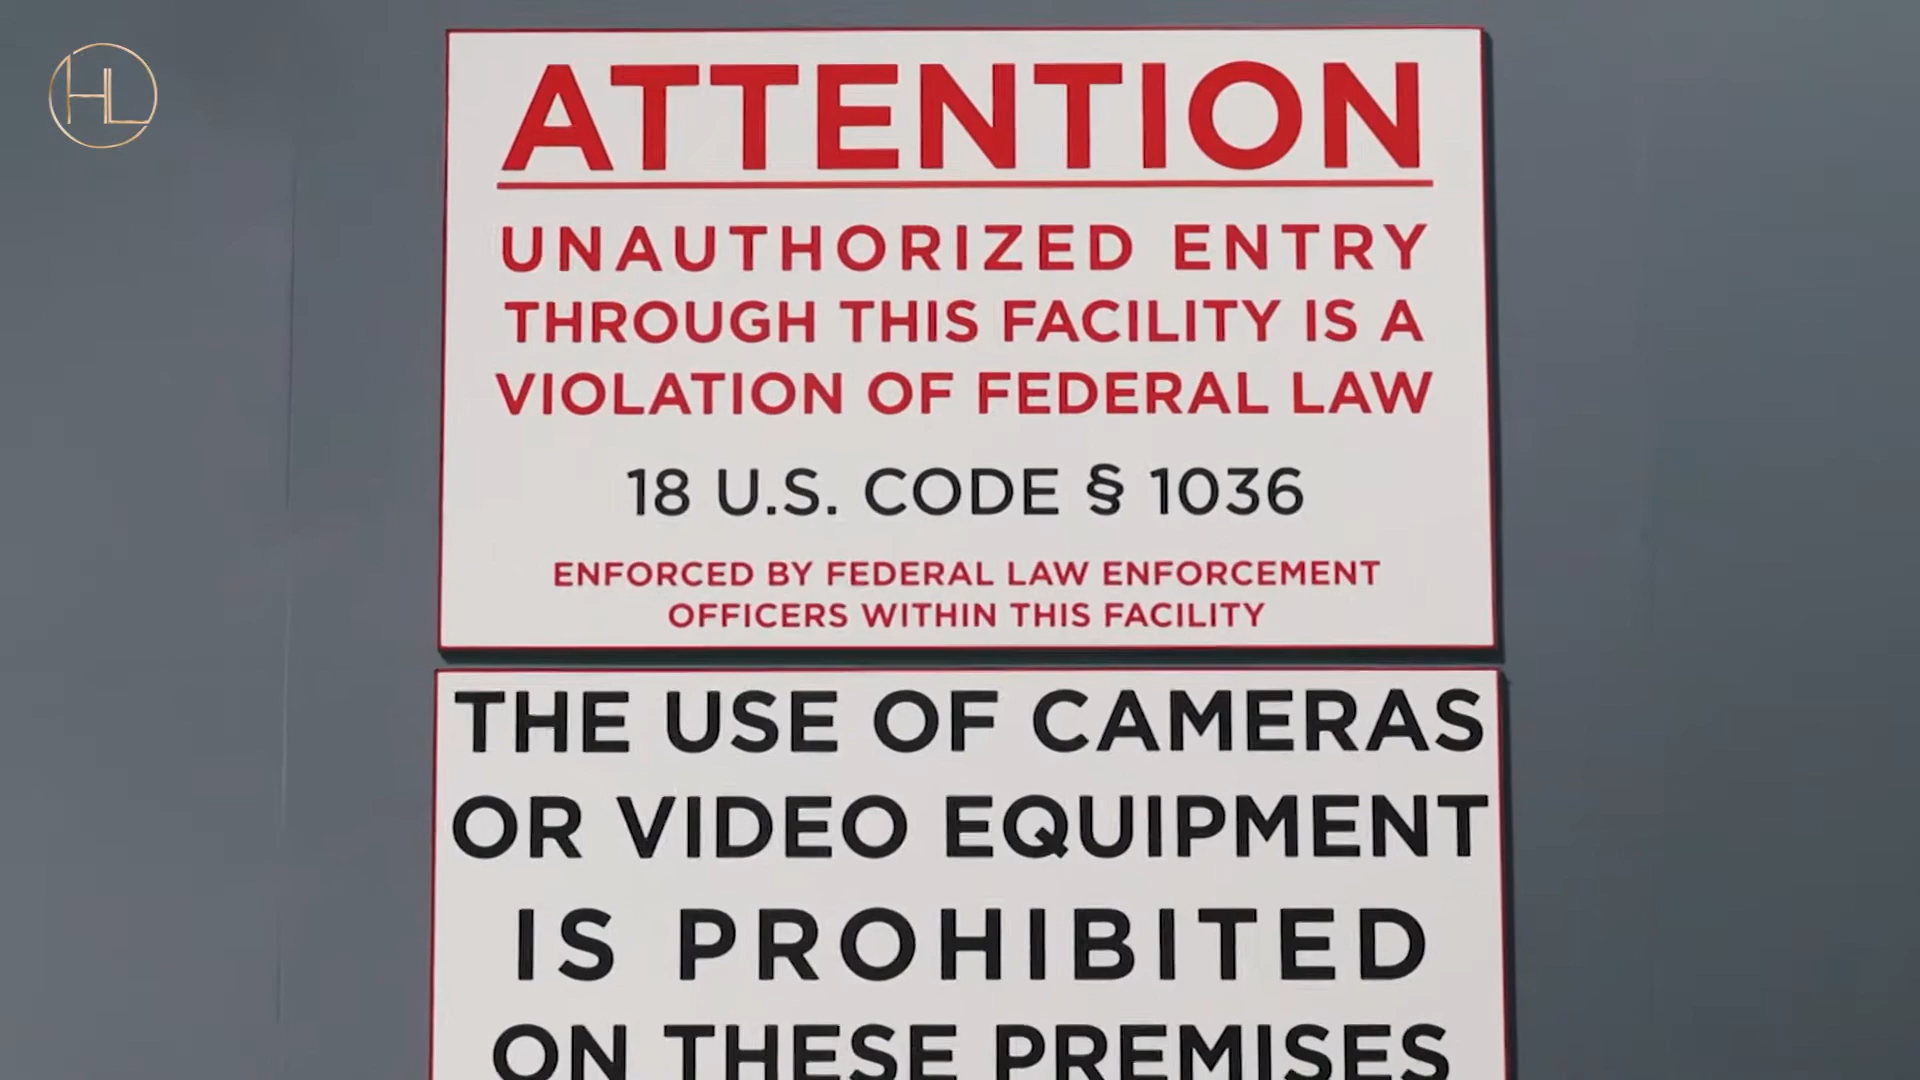 HL
ATTENTION
UNAUTHORIZED ENTRY
THROUGH THIS FACILITY IS A
VIOLATION OF FEDERAL LAW
18 U.S. CODE § 1036
ENFORCED BY FEDERAL LAW ENFORCEMENT
OFFICERS WITHIN THIS FACILITY
THE USE OF CAMERAS
OR VIDEO EQUIPMENT
IS PROHIBITED
ON THESE PREMISES